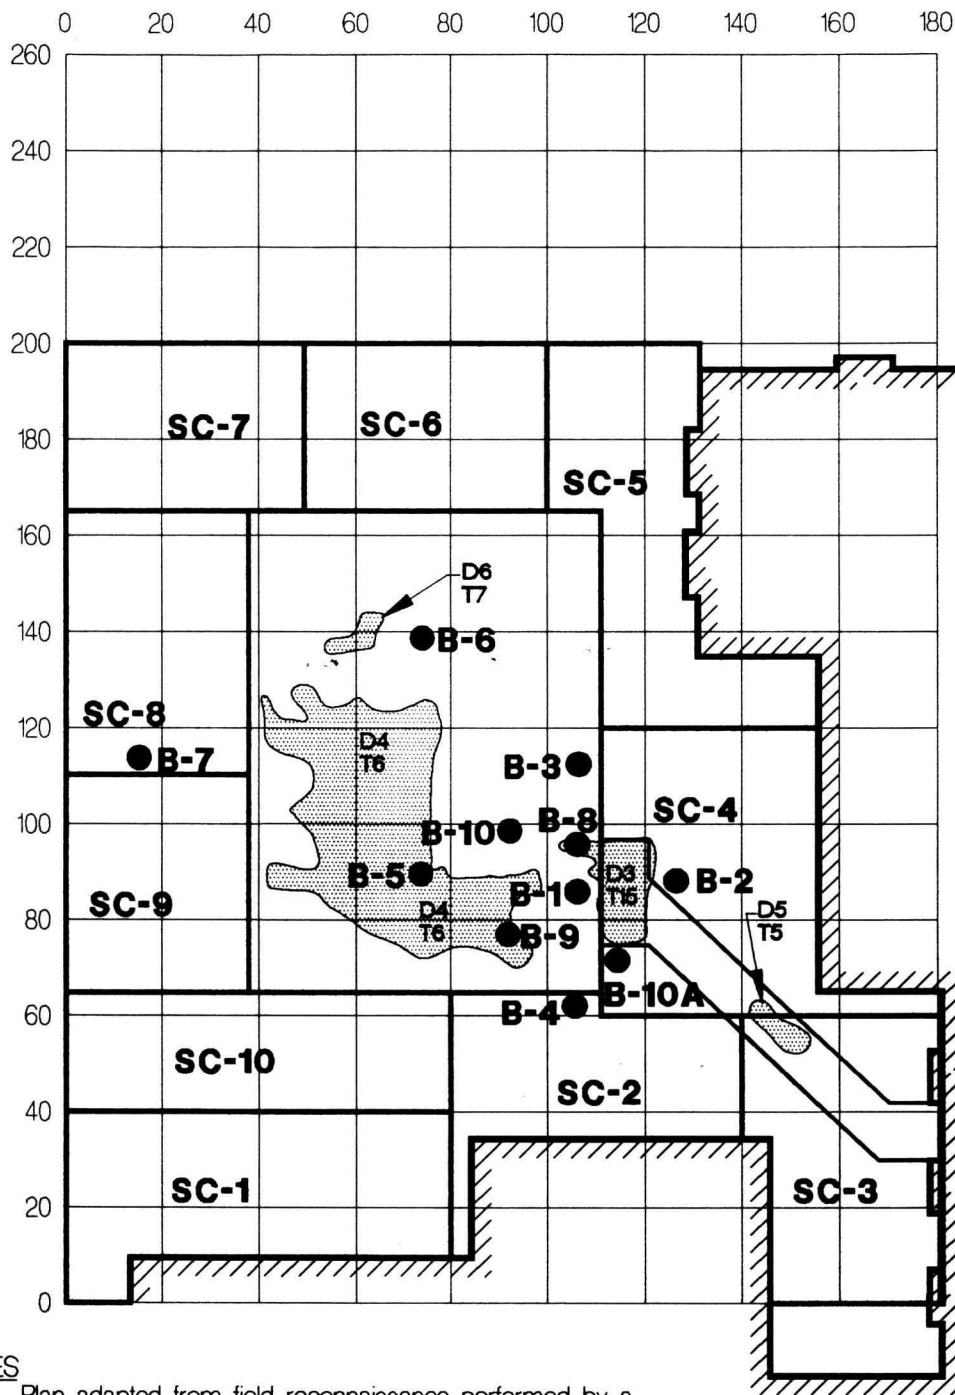 0 20 40 60 80 100 120 140 160 180
260
240
220
200
SC-7 SC-6
180
SC-5
160
D6
T7
140
B-6
SC-8
120
D4
T6
B-7
B-3
SC-4
100
B-10 B-8
B-5 D3
T15
B-1 B-2
SC-9
80
D4
T6
B-9
D5
T5
B-10A
60
B-4
SC-10
SC-2
40
SC-1 SC-3
20
0
ES
Plan adapted from field reconnaissance performed by a